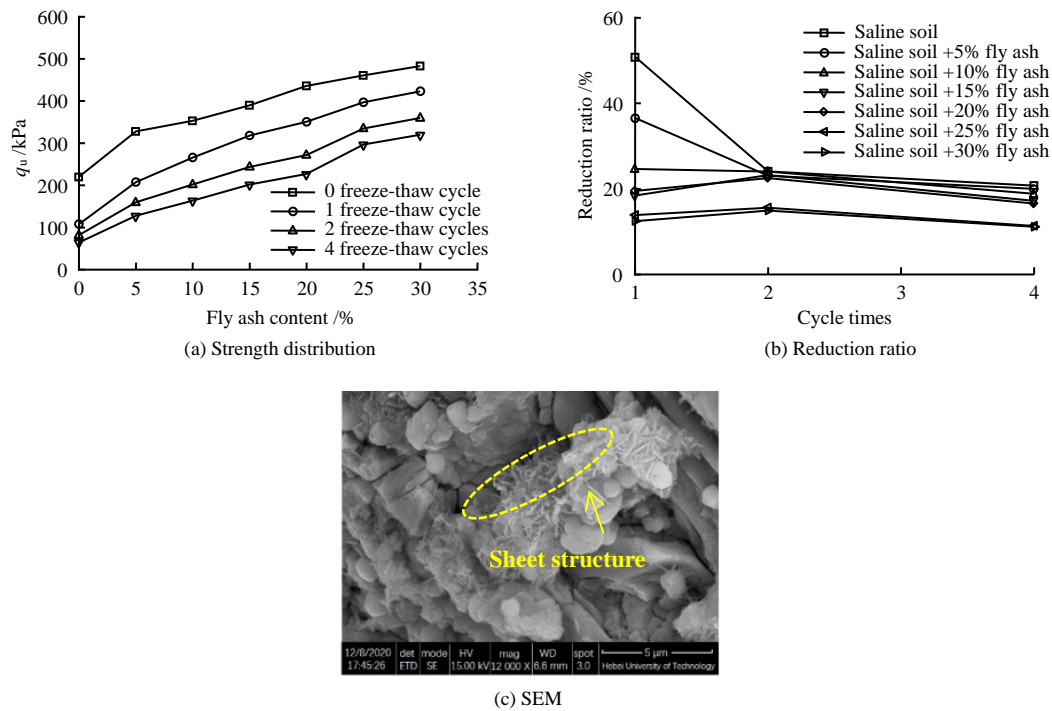 600
500
400
300
200
100
0
qu /kPa
0 freeze-thaw cycle
1 freeze-thaw cycle
2 freeze-thaw cycles
4 freeze-thaw cycles
0 5 10 15 20 25 30 35
Fly ash content /%
(a) Strength distribution
60
40
20
0
Reduction ratio /%
Saline soil
Saline soil +5% fly ash
Saline soil +10% fly ash
Saline soil +15% fly ash
Saline soil +20% fly ash
Saline soil +25% fly ash
Saline soil +30% fly ash
1 2 3 4
Cycle times
(b) Reduction ratio
Sheet structure
12/8/2020 det mode HV mag WD spot 5 µm
17:45:26 ETD SE 15.00 kV 12 000 X 6.6 mm 3.0 Hebei University of Technology
(c) SEM